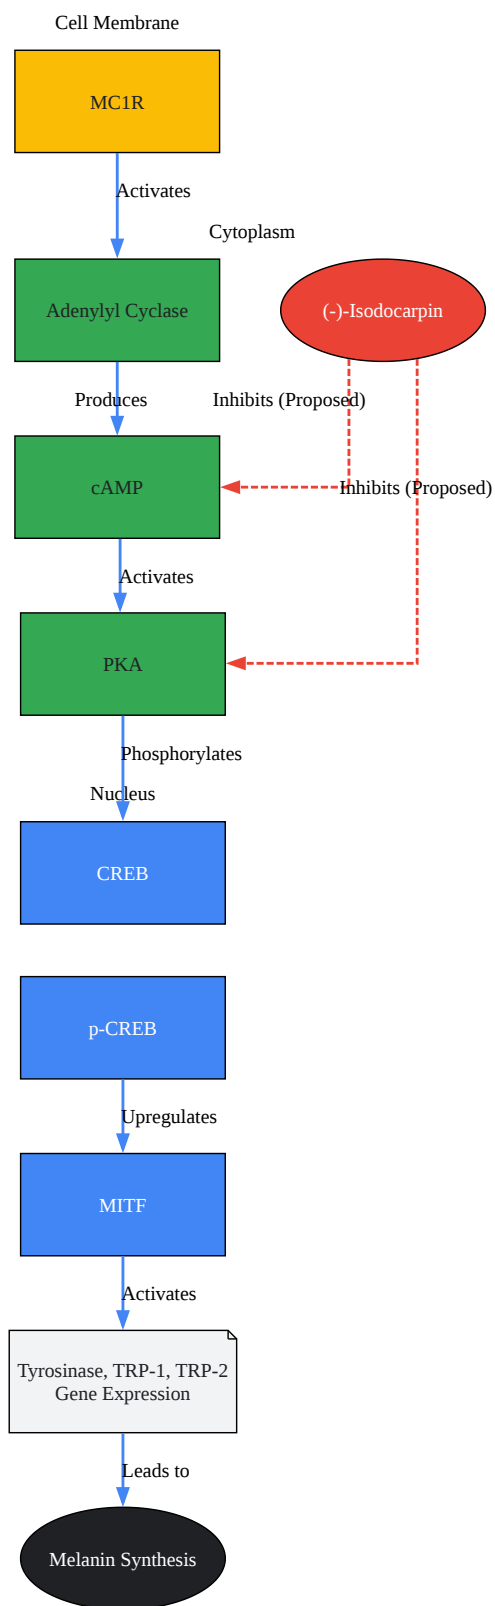 Cell Membrane
MC1R
Activates
Cytoplasm
Adenylyl Cyclase
(-)-Isodocarpin
Produces
Inhibits (Proposed)
cAMP
Inhibits (Proposed)
Activates
PKA
Phosphorylates
Nucleus
CREB
p-CREB
Upregulates
MITF
Activates
Tyrosinase, TRP-1, TRP-2
Gene Expression
Leads to
Melanin Synthesis